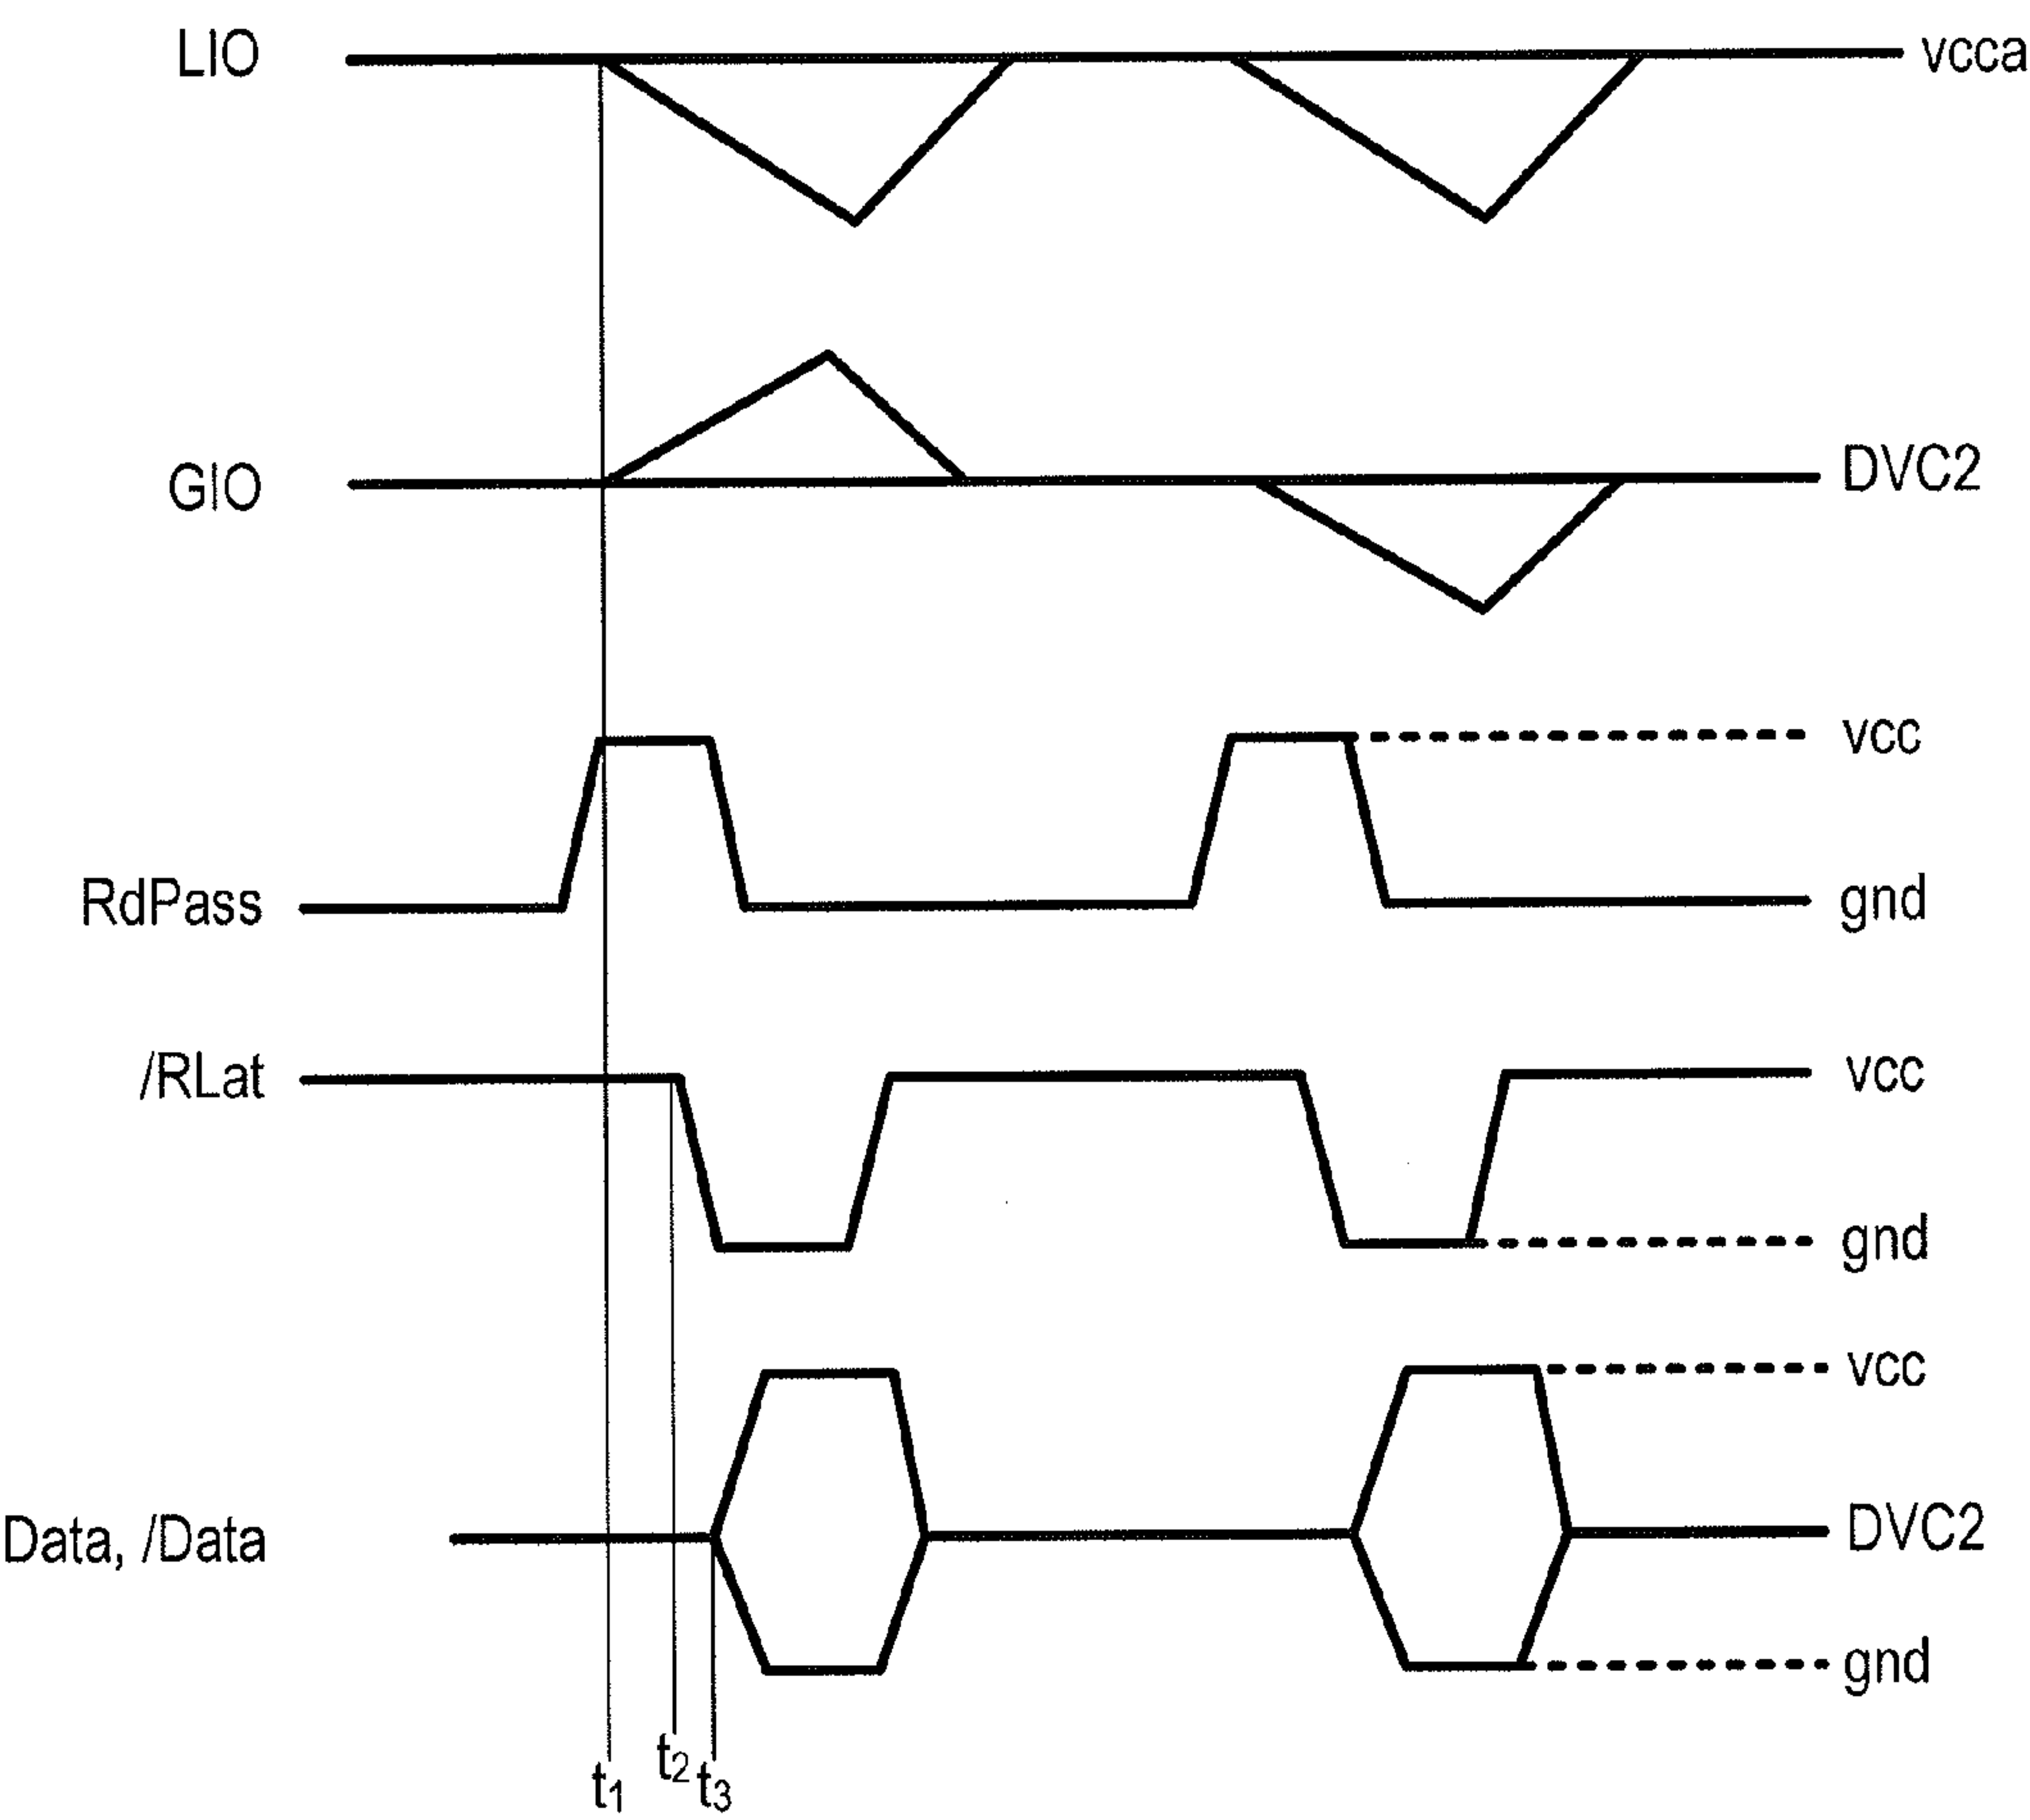 LIO vcca
GIO DVC2
vcc
RdPass gnd
/RLat vcc
gnd
vcc
Data, /Data DVC2
gnd
t1 t2 t3